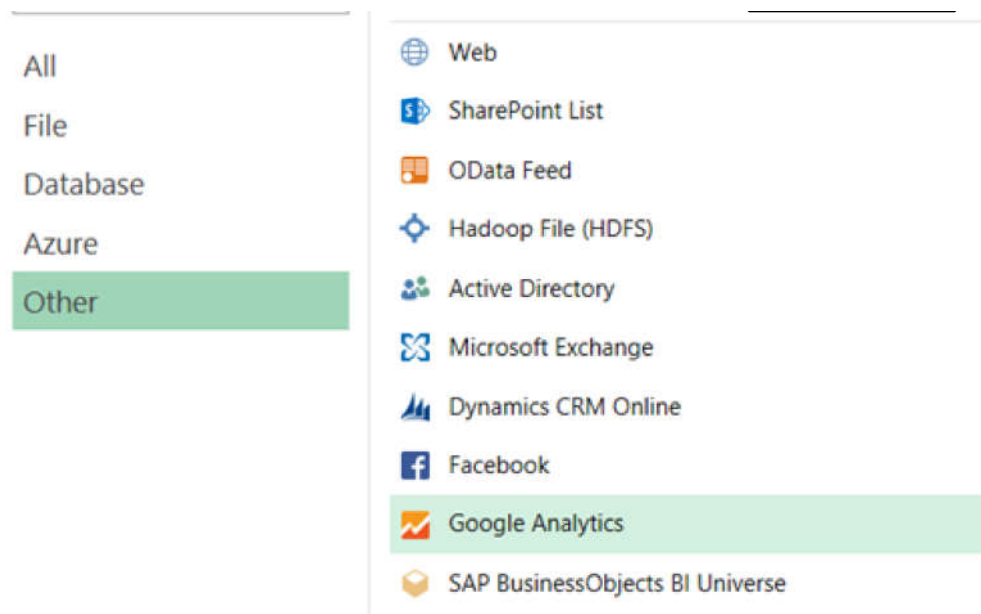 All
File
Database
Azure
Other
Web
SharePoint List
OData Feed
Hadoop File (HDFS)
Active Directory
Microsoft Exchange
Dynamics CRM Online
Facebook
Google Analytics
SAP BusinessObjects BI Universe